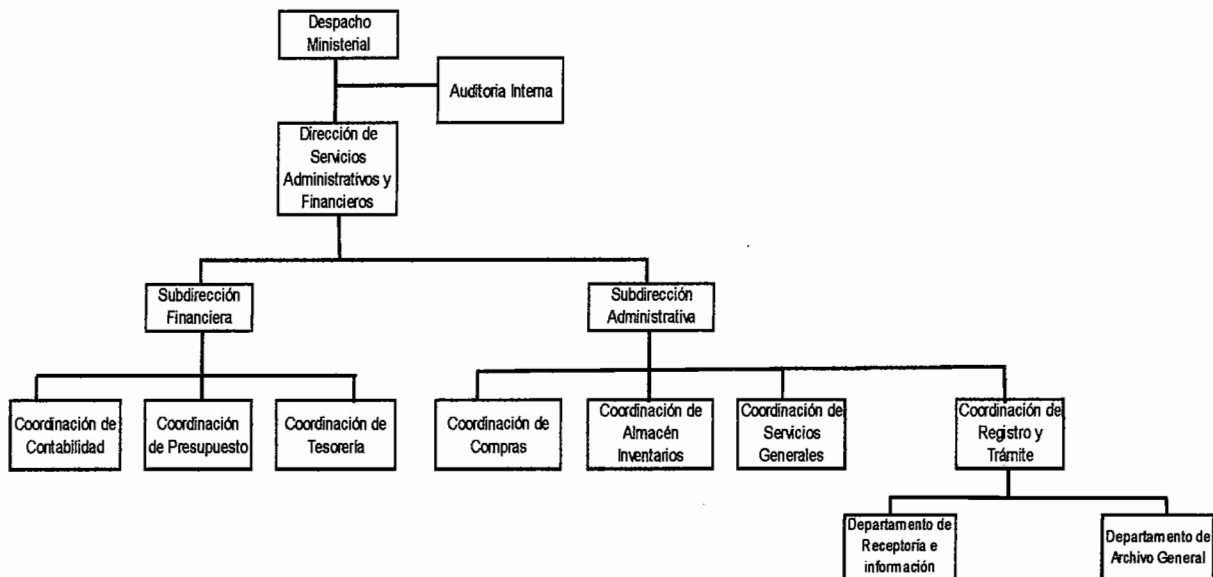 Despacho
Ministerial
Auditoria Interna
Dirección de
Servicios
Administrativos y
Financieros
Subdirección
Financiera
Subdirección
Administrativa
Coordinación de
Contabilidad
Coordinación
de Presupuesto
Coordinación de
Tesorería
Coordinación de
Compras
Coordinación de
Almacén
Inventarios
Coordinación de
Servicios
Generales
Coordinación de
Registro y
Trámite
Departamento de
Receptoría e
información
Departamento de
Archivo General